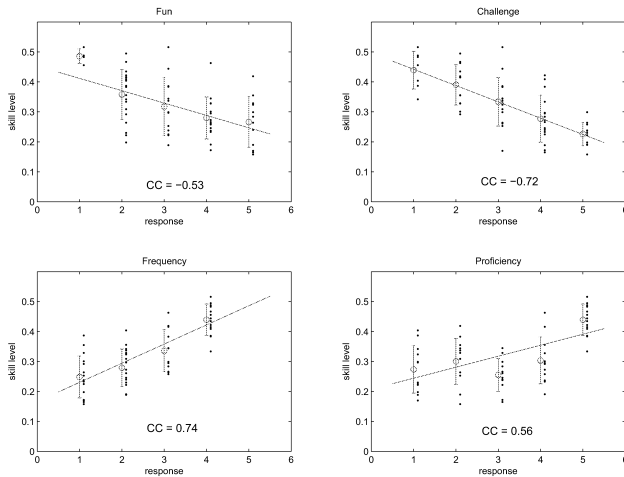 Fun
0.5
0.4
0.3
0.2
0.1
0
skill level
CC = −0.53
0 1 2 3 4 5 6
response
Challenge
0.5
0.4
0.3
0.2
0.1
0
skill level
CC = −0.72
0 1 2 3 4 5 6
response
Frequency
0.5
0.4
0.3
0.2
0.1
0
skill level
CC = 0.74
0 1 2 3 4 5 6
response
Proficiency
0.5
0.4
0.3
0.2
0.1
0
skill level
CC = 0.56
0 1 2 3 4 5 6
response